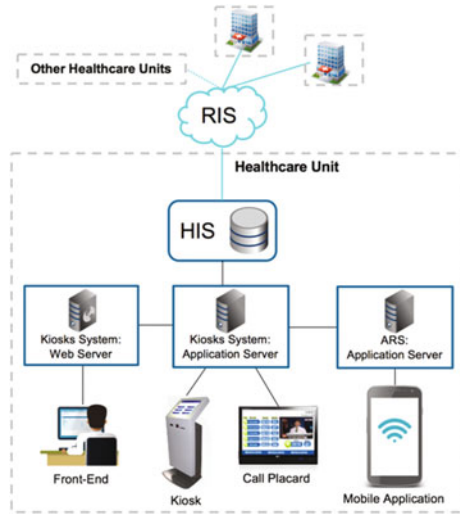 Other Healthcare Units
RIS
Healthcare Unit
HIS
Kiosks System:
Web Server
Kiosks System:
Application Server
ARS:
Application Server
Front-End
Kiosk
Call Placard
Mobile Application